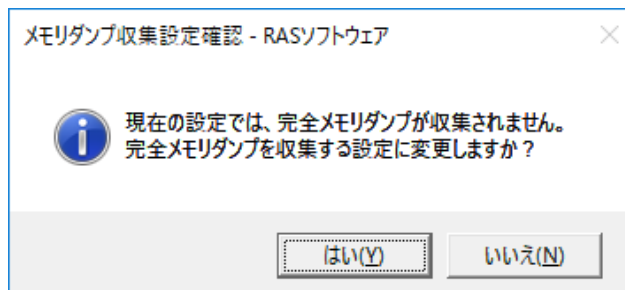 メモリダンプ収集設定確認 - RASソフトウェア
現在の設定では、完全メモリダンプが収集されません。
完全メモリダンプを収集する設定に変更しますか？
はい(Y)
いいえ(N)